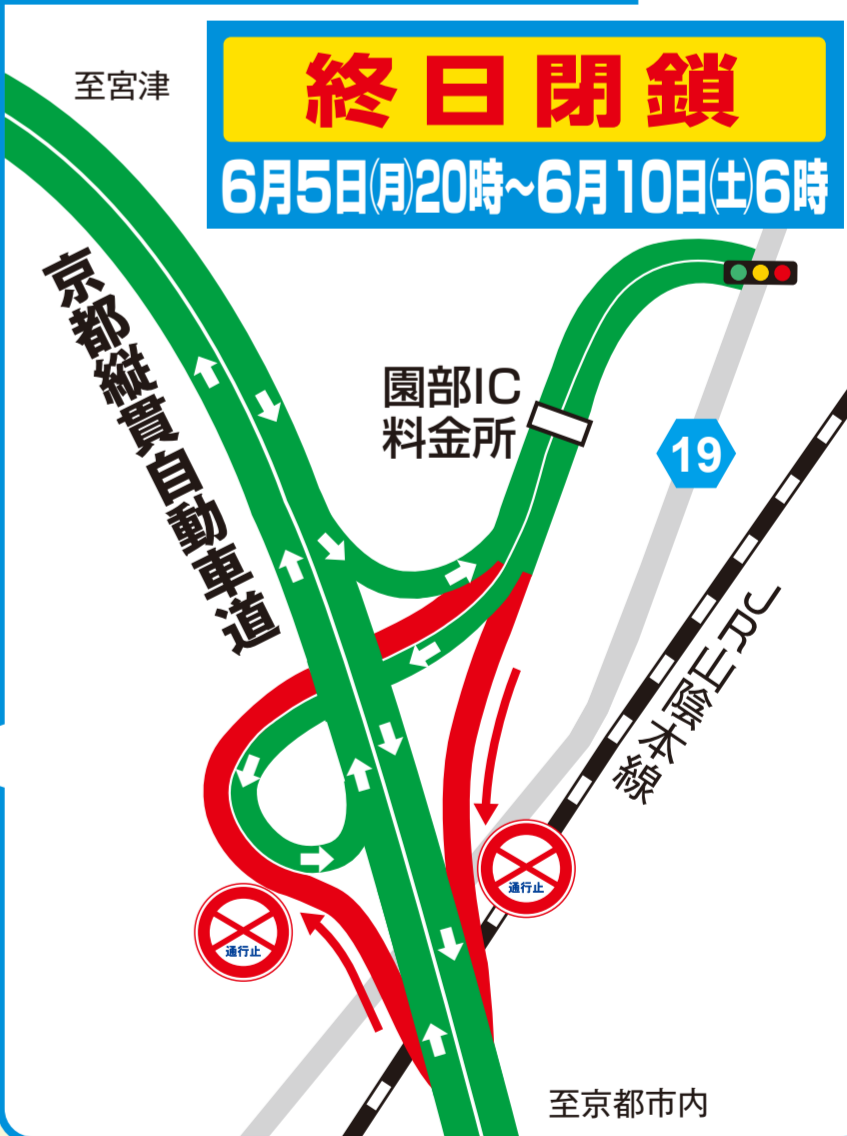 至宮津
終日閉鎖
6月5日(月)20時~6月10日(土)6時
京都縦貫自動車道
園部IC
料金所
19
JR山陰本線
通行止
通行止
至京都市内